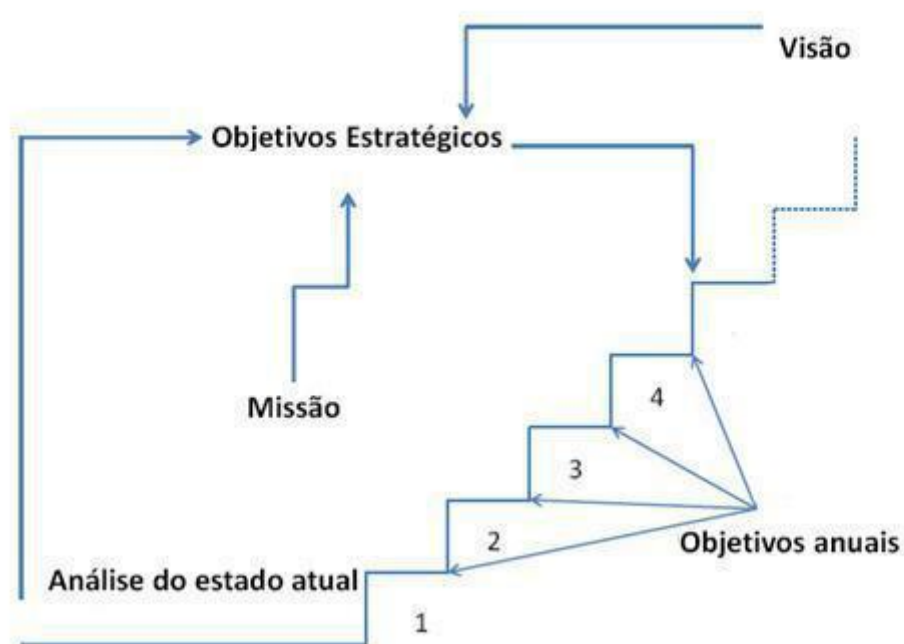 Visão
Objetivos Estratégicos
Missão
4
3
2
Objetivos anuais
Análise do estado atual
1